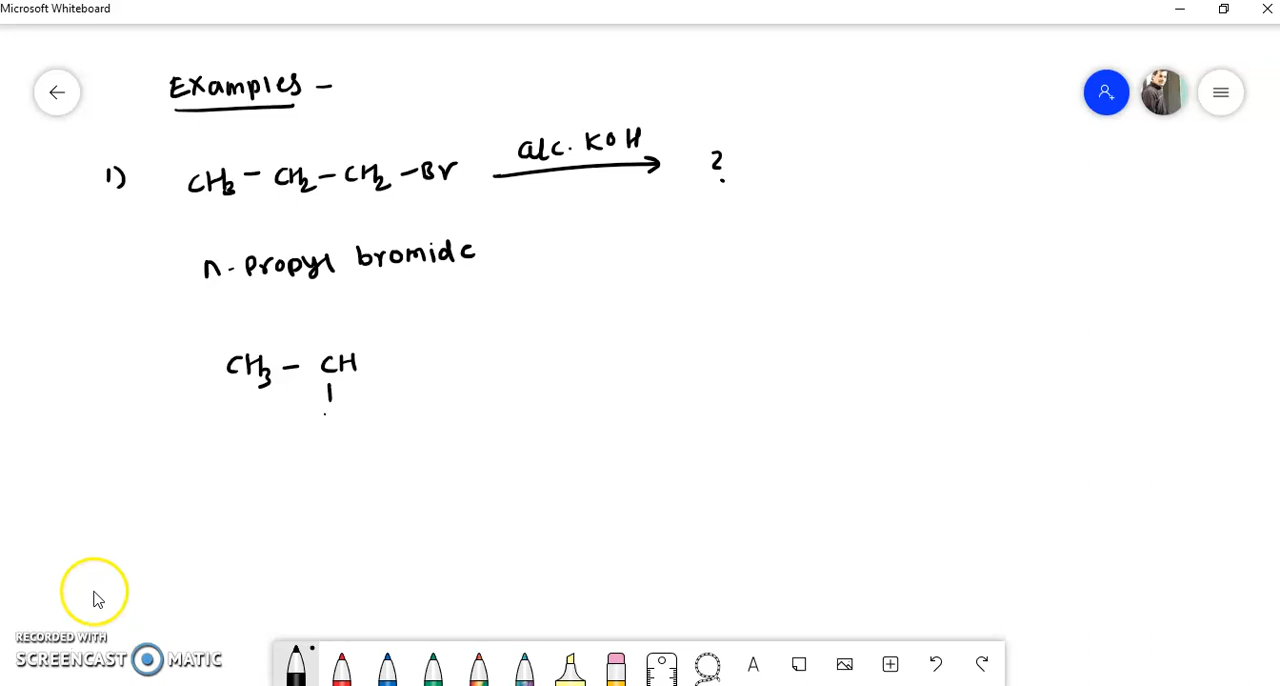 Microsoft Whiteboard
Examples -
1) CH3 - CH2 - CH2 - Br alc. KOH ?
n-propyl bromide
CH3 - CH
RECORDED WITH
SCREENCAST MATIC
A